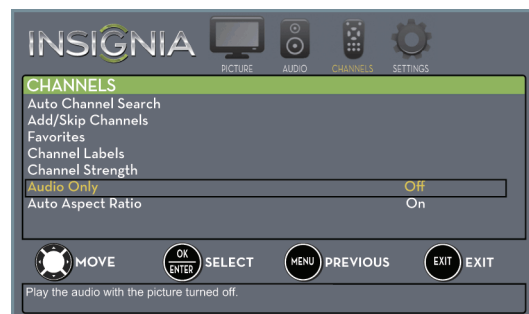 INSIGNIA
PICTURE AUDIO CHANNELS SETTINGS
CHANNELS
Auto Channel Search
Add/Skip Channels
Favorites
Channel Labels
Channel Strength
Audio Only Off
Auto Aspect Ratio On
MOVE OK ENTER SELECT MENU PREVIOUS EXIT EXIT
Play the audio with the picture turned off.